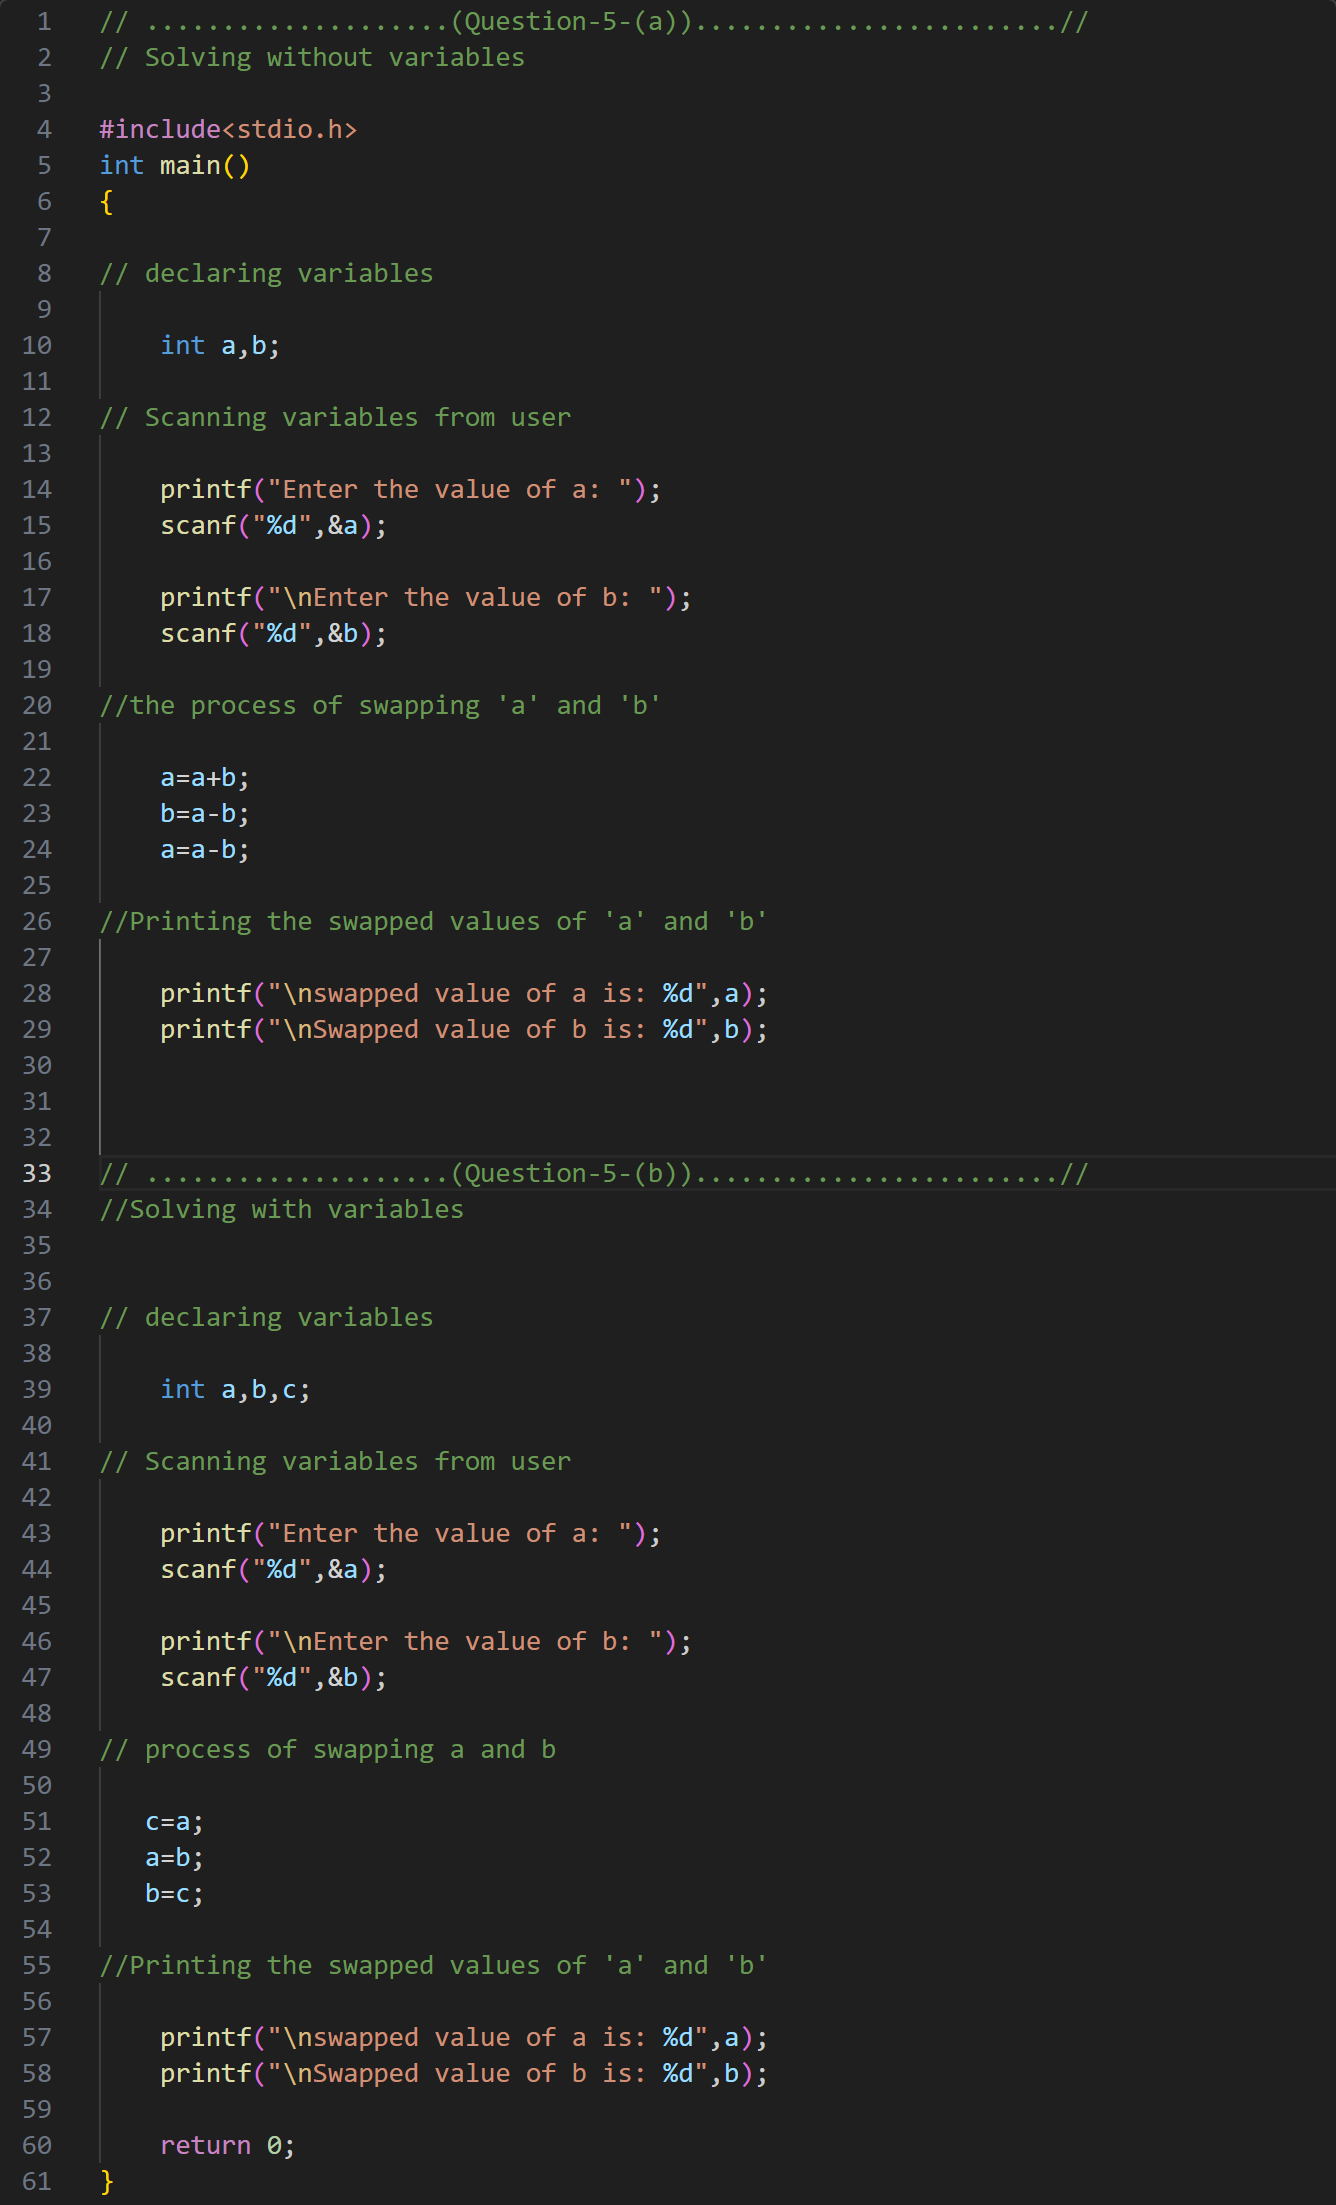 1 // ....................(Question-5-(a))........................//
2 // Solving without variables
3
4 #include<stdio.h>
5 int main()
6 {
7
8 // declaring variables
9
10     int a,b;
11
12 // Scanning variables from user
13
14     printf("Enter the value of a: ");
15     scanf("%d",&a);
16
17     printf("\nEnter the value of b: ");
18     scanf("%d",&b);
19
20 //the process of swapping 'a' and 'b'
21
22     a=a+b;
23     b=a-b;
24     a=a-b;
25
26 //Printing the swapped values of 'a' and 'b'
27
28     printf("\nswapped value of a is: %d",a);
29     printf("\nSwapped value of b is: %d",b);
30
31
32
33 // ....................(Question-5-(b))........................//
34 //Solving with variables
35
36
37 // declaring variables
38
39     int a,b,c;
40
41 // Scanning variables from user
42
43     printf("Enter the value of a: ");
44     scanf("%d",&a);
45
46     printf("\nEnter the value of b: ");
47     scanf("%d",&b);
48
49 // process of swapping a and b
50
51    c=a;
52    a=b;
53    b=c;
54
55 //Printing the swapped values of 'a' and 'b'
56
57     printf("\nswapped value of a is: %d",a);
58     printf("\nSwapped value of b is: %d",b);
59
60     return 0;
61 }